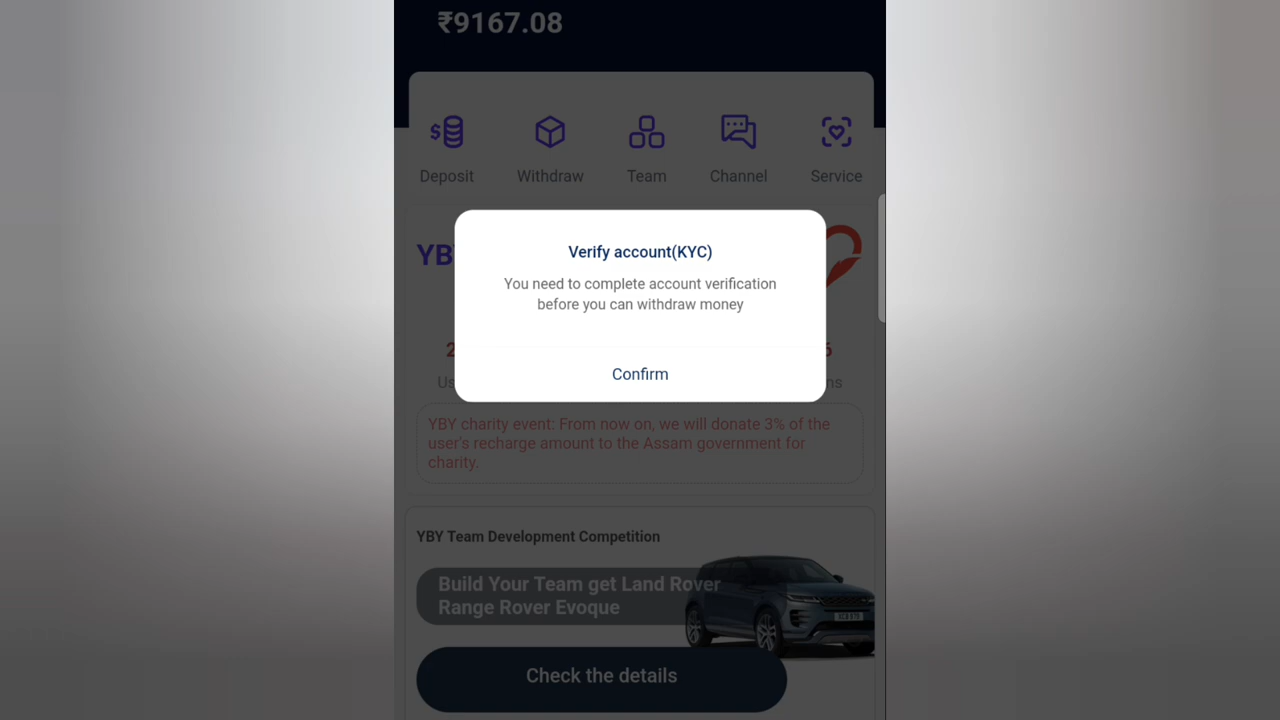 ₹9167.08
Deposit Withdraw Team Channel Service
Verify account(KYC)
You need to complete account verification
before you can withdraw money
Confirm
YBY charity event: From now on, we will donate 3% of the
user's recharge amount to the Assam government for
charity.
YBY Team Development Competition
Build Your Team get Land Rover
Range Rover Evoque
Check the details